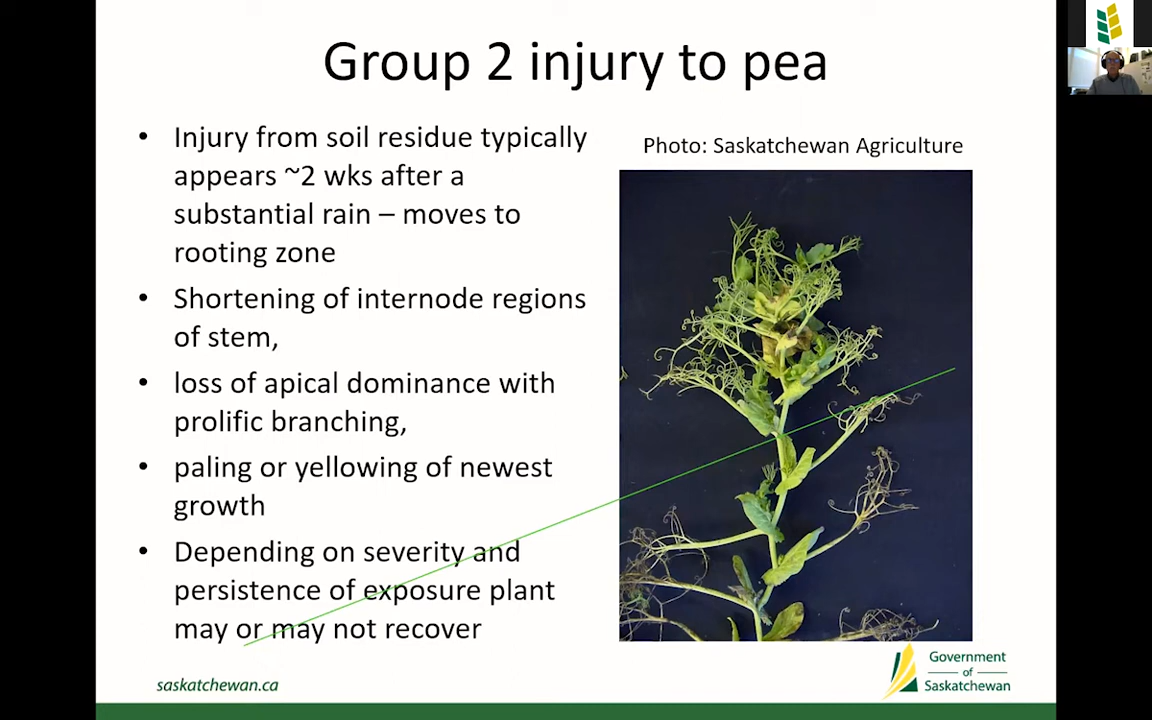 Group 2 injury to pea
• Injury from soil residue typically
appears ~2 wks after a
substantial rain – moves to
rooting zone
• Shortening of internode regions
of stem,
• loss of apical dominance with
prolific branching,
• paling or yellowing of newest
growth
• Depending on severity and
persistence of exposure plant
may or may not recover
Photo: Saskatchewan Agriculture
saskatchewan.ca
Government
of
Saskatchewan